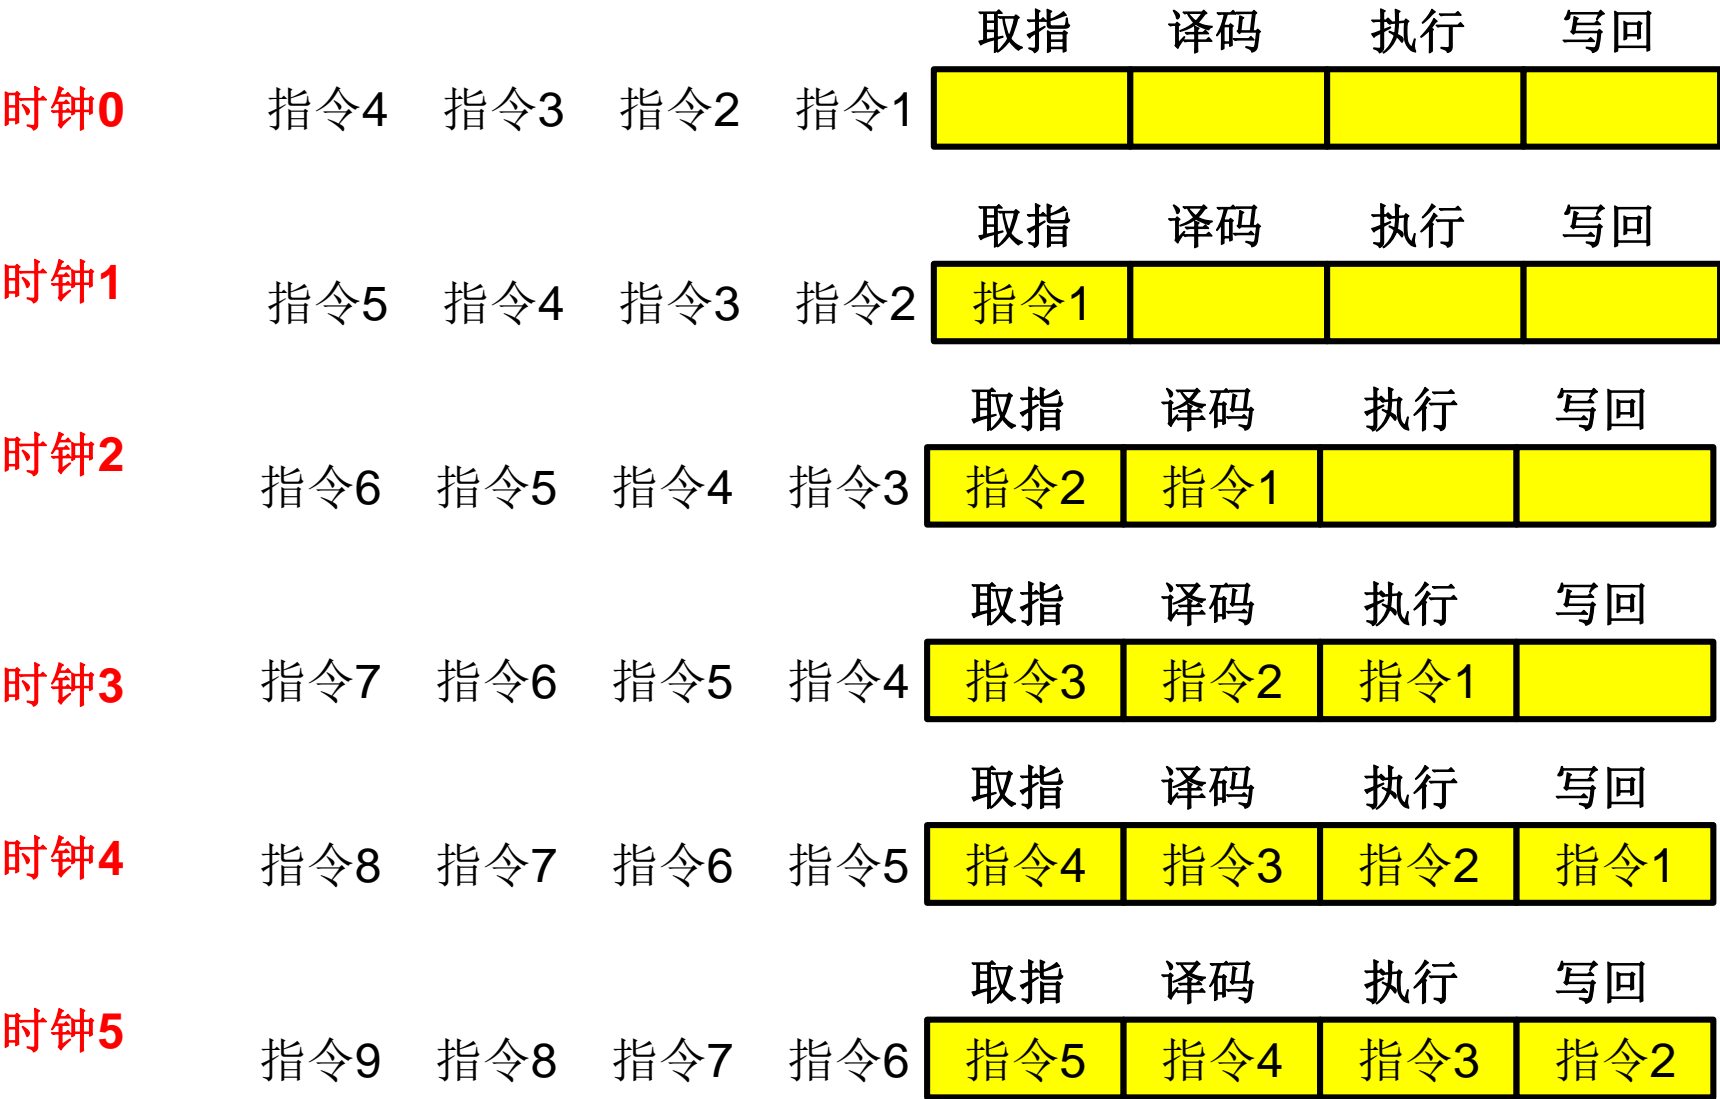 取指 译码 执行 写回
时钟0 指令4 指令3 指令2 指令1
取指 译码 执行 写回
时钟1 指令5 指令4 指令3 指令2 指令1
取指 译码 执行 写回
时钟2 指令6 指令5 指令4 指令3 指令2 指令1
取指 译码 执行 写回
时钟3 指令7 指令6 指令5 指令4 指令3 指令2 指令1
取指 译码 执行 写回
时钟4 指令8 指令7 指令6 指令5 指令4 指令3 指令2 指令1
取指 译码 执行 写回
时钟5 指令9 指令8 指令7 指令6 指令5 指令4 指令3 指令2